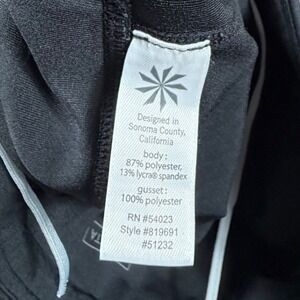 Designed in
Sonoma County,
California
body:
87% polyester,
13% lycra® spandex
gusset:
100% polyester
RN #54023
Style #819691
#51232